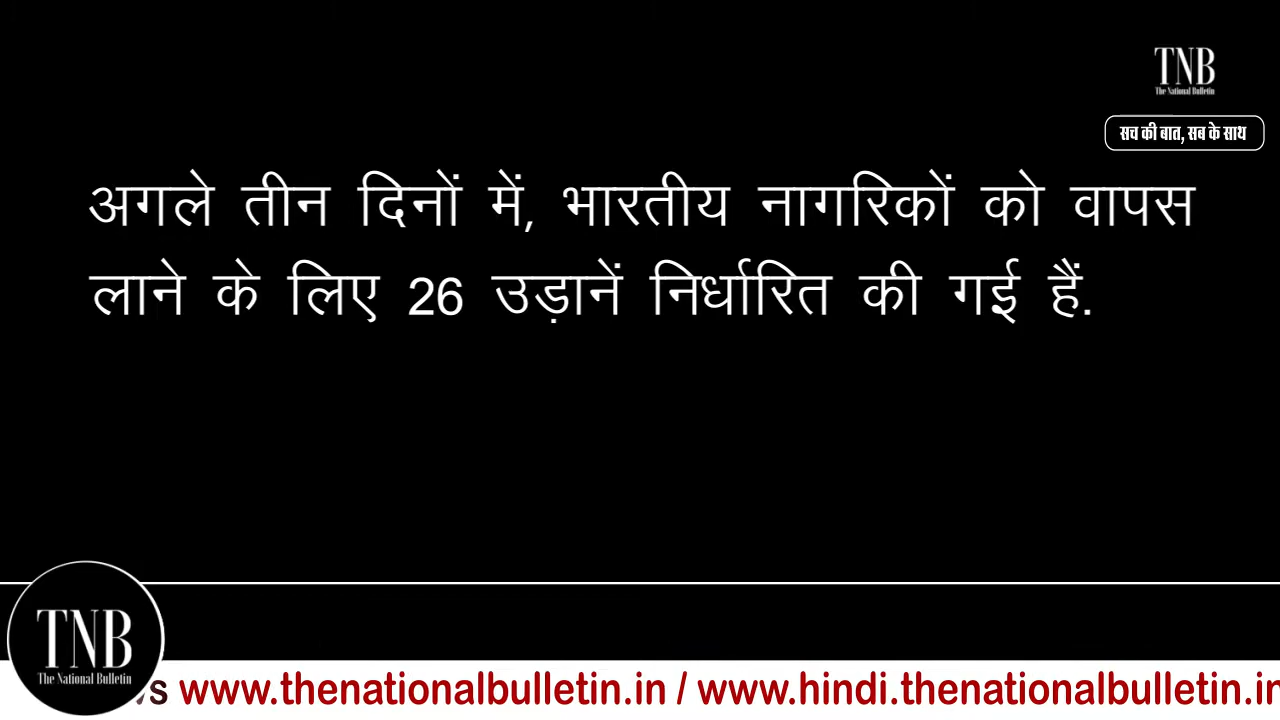 TNB
The National Bulletin
सच की बात, सब के साथ
अगले तीन दिनों में, भारतीय नागरिकों को वापस
लाने के लिए 26 उड़ानें निर्धारित की गई हैं.
TNB
The National Bulletin
www.thenationalbulletin.in / www.hindi.thenationalbulletin.in